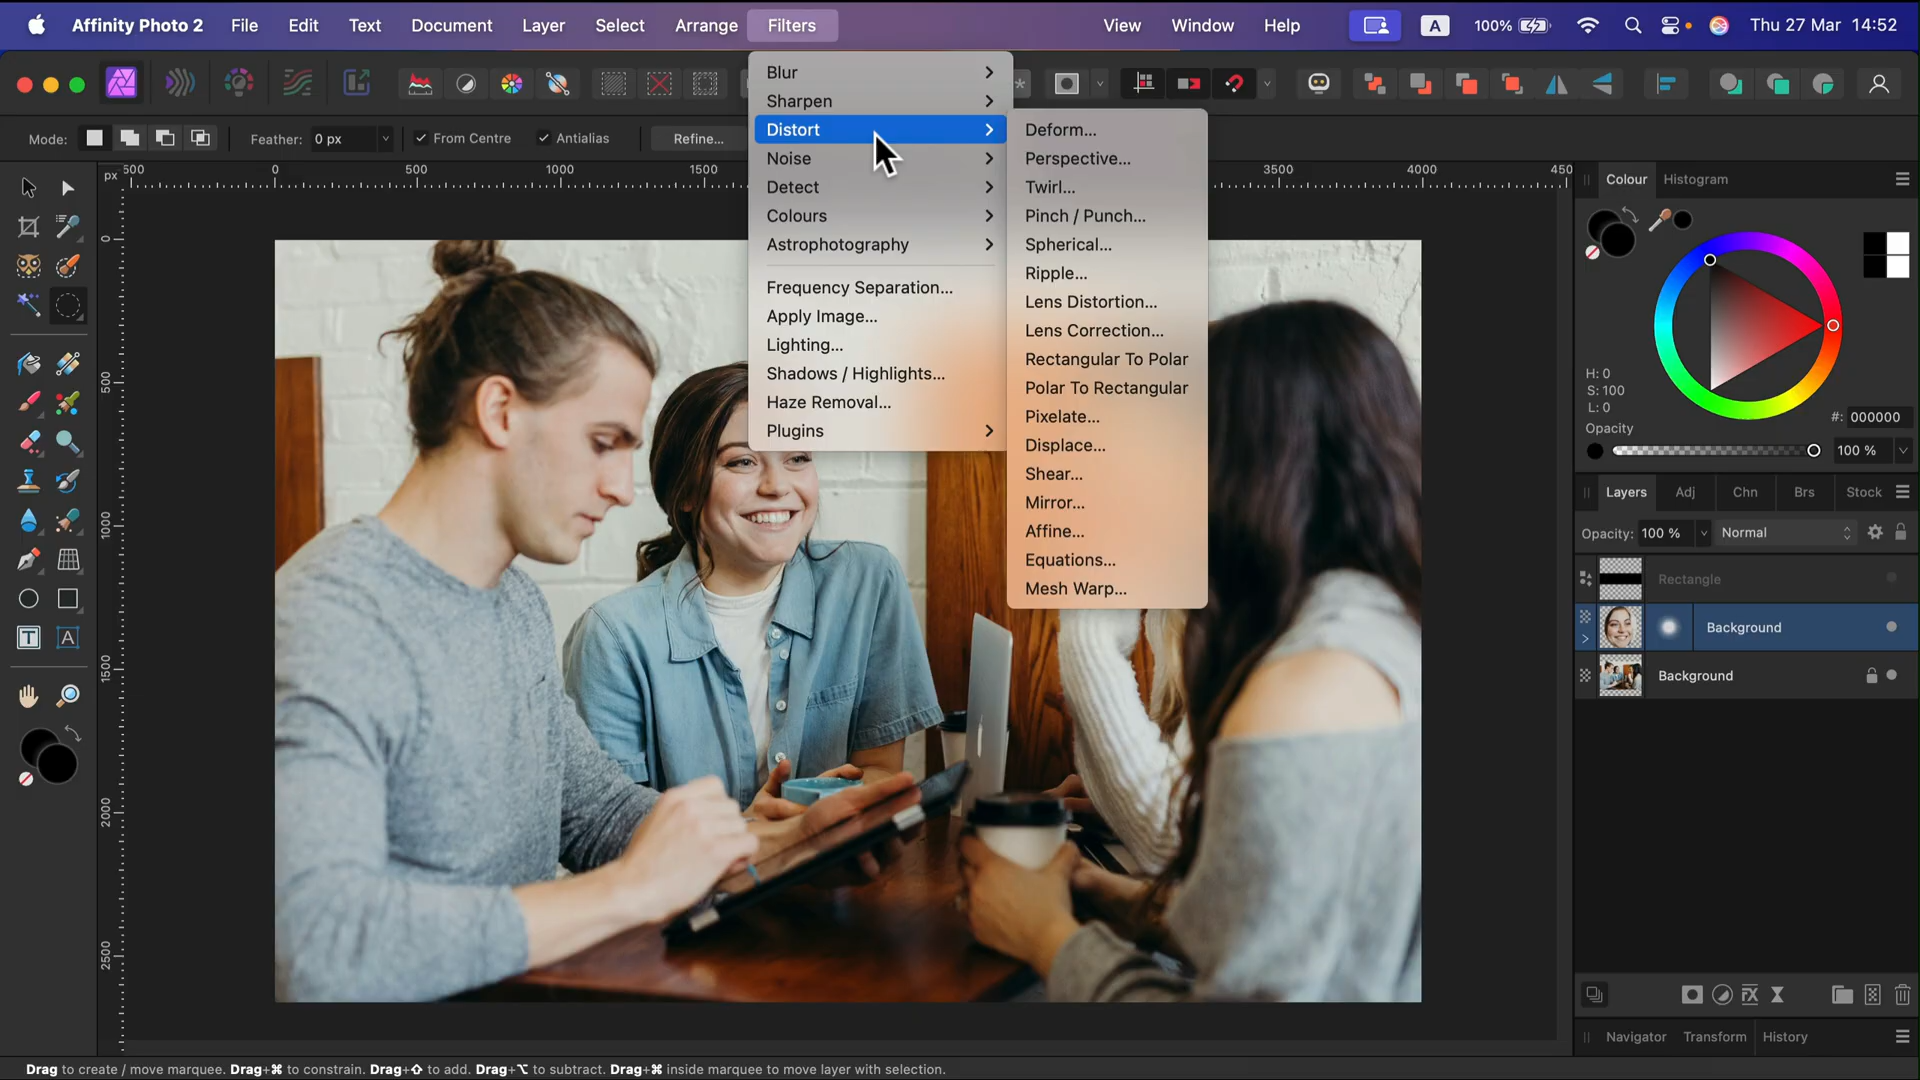 Affinity Photo 2 File Edit Text Document Layer Select Arrange Filters View Window Help A 100% Thu 27 Mar 14:52
Mode: Feather: 0 px From Centre Antialias Refine...
Blur
Sharpen
Distort
Noise
Detect
Colours
Astrophotography
Frequency Separation...
Apply Image...
Lighting...
Shadows / Highlights...
Haze Removal...
Plugins
Deform...
Perspective...
Twirl...
Pinch / Punch...
Spherical...
Ripple...
Lens Distortion...
Lens Correction...
Rectangular To Polar
Polar To Rectangular
Pixelate...
Displace...
Shear...
Mirror...
Affine...
Equations...
Mesh Warp...
px 500 0 500 1000 1500 3500 4000 450
0
500
1000
1500
2000
2500
T A
Colour Histogram
H: 0
S: 100
L: 0
#: 000000
Opacity
100 %
Layers Adj Chn Brs Stock
Opacity: 100 % Normal
Rectangle
Background
Background
FX
Navigator Transform History
Drag to create / move marquee. Drag+⌘ to constrain. Drag+⇧ to add. Drag+⌥ to subtract. Drag+⌘ inside marquee to move layer with selection.